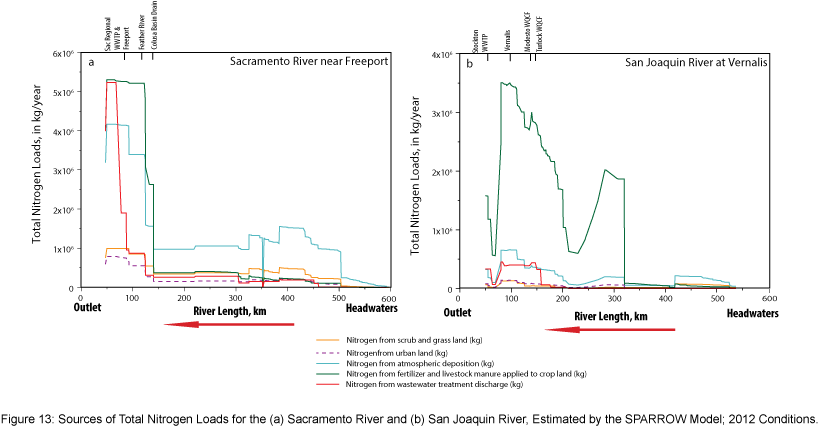 Sac Regional
WWTP &
Freeport
Feather River
Colusa Basin Drain
a
Sacramento River near Freeport
Total Nitrogen Loads, in kg/year
6x10⁶
5x10⁶
4x10⁶
3x10⁶
2x10⁶
1x10⁶
0
0 100 200 300 400 500 600
Outlet River Length, km Headwaters
Stockton
WWTP
Vernalis
Modesto WQCF
Turlock WQCF
b
San Joaquin River at Vernalis
Total Nitrogen Loads, in kg/year
4x10⁶
3x10⁶
2x10⁶
1x10⁶
0
0 100 200 300 400 500 600
Outlet River Length, km Headwaters
Nitrogen from scrub and grass land (kg)
Nitrogenfrom urban land (kg)
Nitrogen from atmospheric deposition (kg)
Nitrogen from fertilizer and livestock manure applied to crop land (kg)
Nitrogen from wastewater treatment discharge (kg)
Figure 13: Sources of Total Nitrogen Loads for the (a) Sacramento River and (b) San Joaquin River, Estimated by the SPARROW Model; 2012 Conditions.